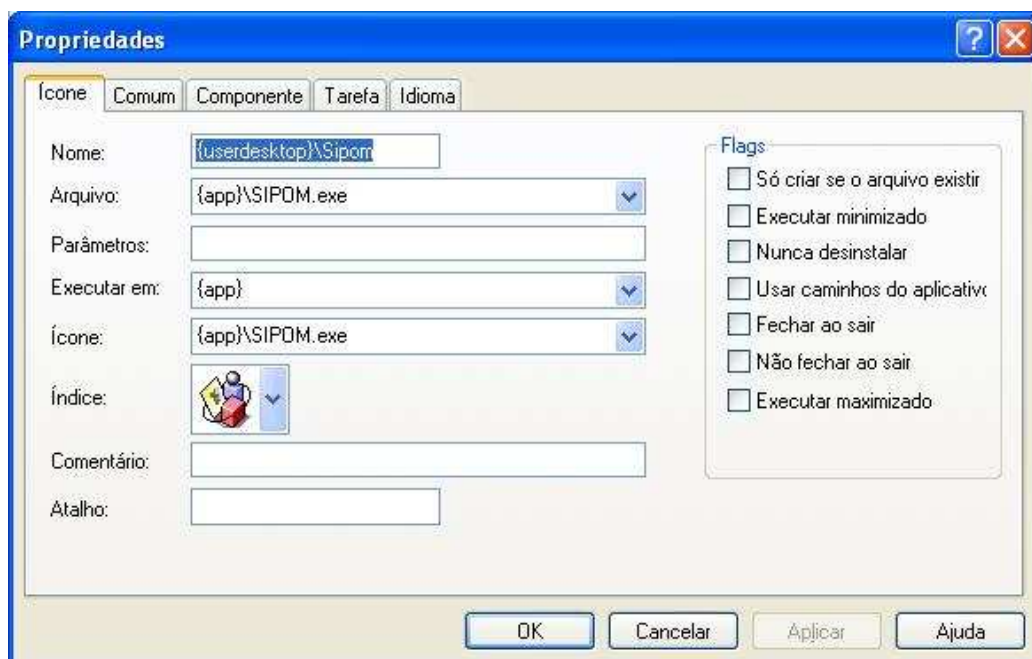 Propriedades
Ícone Comum Componente Tarefa Idioma
Nome: {userdesktop}\Sipom
Arquivo: {app}\SIPOM.exe
Parâmetros:
Executar em: {app}
Ícone: {app}\SIPOM.exe
Índice:
Comentário:
Atalho:
Flags
Só criar se o arquivo existir
Executar minimizado
Nunca desinstalar
Usar caminhos do aplicativo
Fechar ao sair
Não fechar ao sair
Executar maximizado
OK Cancelar Aplicar Ajuda